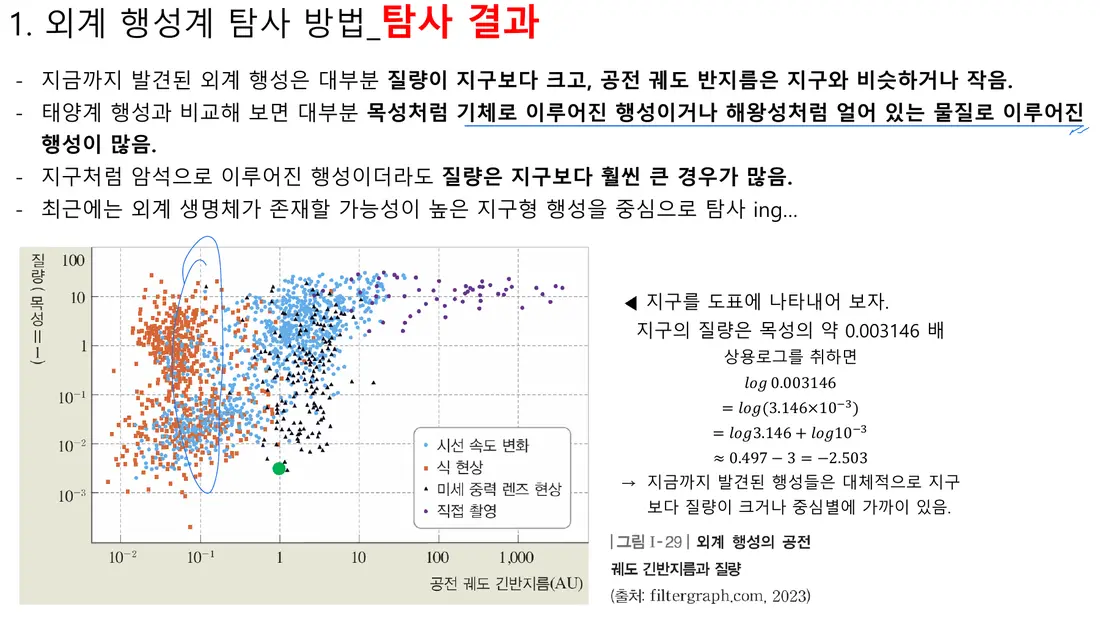 1. 외계 행성계 탐사 방법_탐사 결과
- 지금까지 발견된 외계 행성은 대부분 질량이 지구보다 크고, 공전 궤도 반지름은 지구와 비슷하거나 작음.
- 태양계 행성과 비교해 보면 대부분 목성처럼 기체로 이루어진 행성이거나 해왕성처럼 얼어 있는 물질로 이루어진
행성이 많음.
- 지구처럼 암석으로 이루어진 행성이더라도 질량은 지구보다 훨씬 큰 경우가 많음.
- 최근에는 외계 생명체가 존재할 가능성이 높은 지구형 행성을 중심으로 탐사 ing...
질량(목성=1)
100
10
1
10⁻¹
10⁻²
10⁻³
시선 속도 변화
식 현상
미세 중력 렌즈 현상
직접 촬영
10⁻² 10⁻¹ 1 10 100 1,000
공전 궤도 긴반지름(AU)
◀ 지구를 도표에 나타내어 보자.
지구의 질량은 목성의 약 0.003146 배
상용로그를 취하면
log 0.003146
= log(3.146×10⁻³)
= log3.146 + log10⁻³
≈ 0.497 − 3 = −2.503
→ 지금까지 발견된 행성들은 대체적으로 지구
보다 질량이 크거나 중심별에 가까이 있음.
|그림 Ⅰ-29| 외계 행성의 공전
궤도 긴반지름과 질량
(출처: filtergraph.com, 2023)